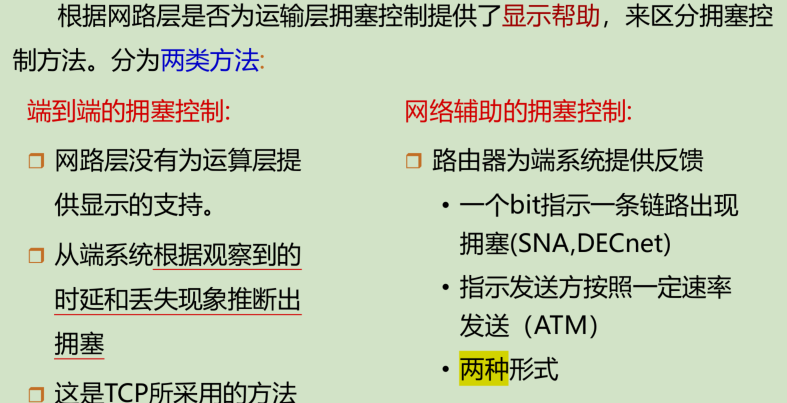 根据网路层是否为运输层拥塞控制提供了显示帮助，来区分拥塞控
制方法。分为两类方法:
端到端的拥塞控制:
网路层没有为运算层提
供显示的支持。
从端系统根据观察到的
时延和丢失现象推断出
拥塞
这是TCP所采用的方法
网络辅助的拥塞控制:
路由器为端系统提供反馈
• 一个bit指示一条链路出现
拥塞(SNA,DECnet)
• 指示发送方按照一定速率
发送（ATM）
• 两种形式